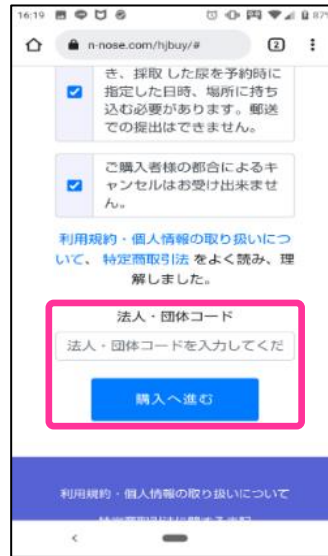 16:19
87%
n-nose.com/hjbuy/#
2
き、採取した尿を予約時に
指定した日時、場所に持ち
込む必要があります。郵送
での提出はできません。
ご購入者様の都合によるキ
ャンセルはお受け出来ませ
ん。
利用規約・個人情報の取り扱いにつ
いて、 特定商取引法 をよく読み、理
解しました。
法人・団体コード
法人・団体コードを入力してくだ
購入へ進む
利用規約・個人情報の取り扱いについて